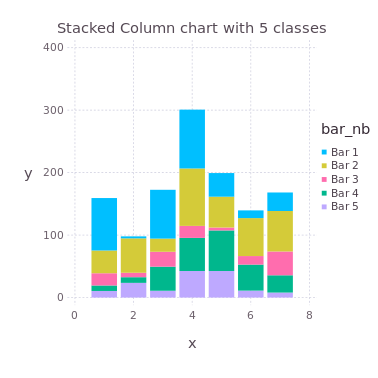 Stacked Column chart with 5 classes
400
300
200
100
0
y
0
2
4
6
8
x
bar_nb
Bar 1
Bar 2
Bar 3
Bar 4
Bar 5